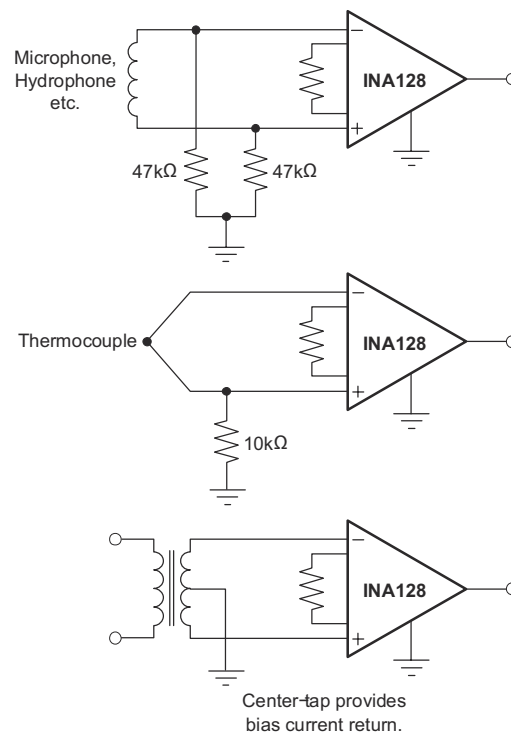 Microphone,
Hydrophone
etc.
−
INA128
+
47kΩ
47kΩ
Thermocouple
−
INA128
+
10kΩ
−
INA128
+
Center-tap provides
bias current return.